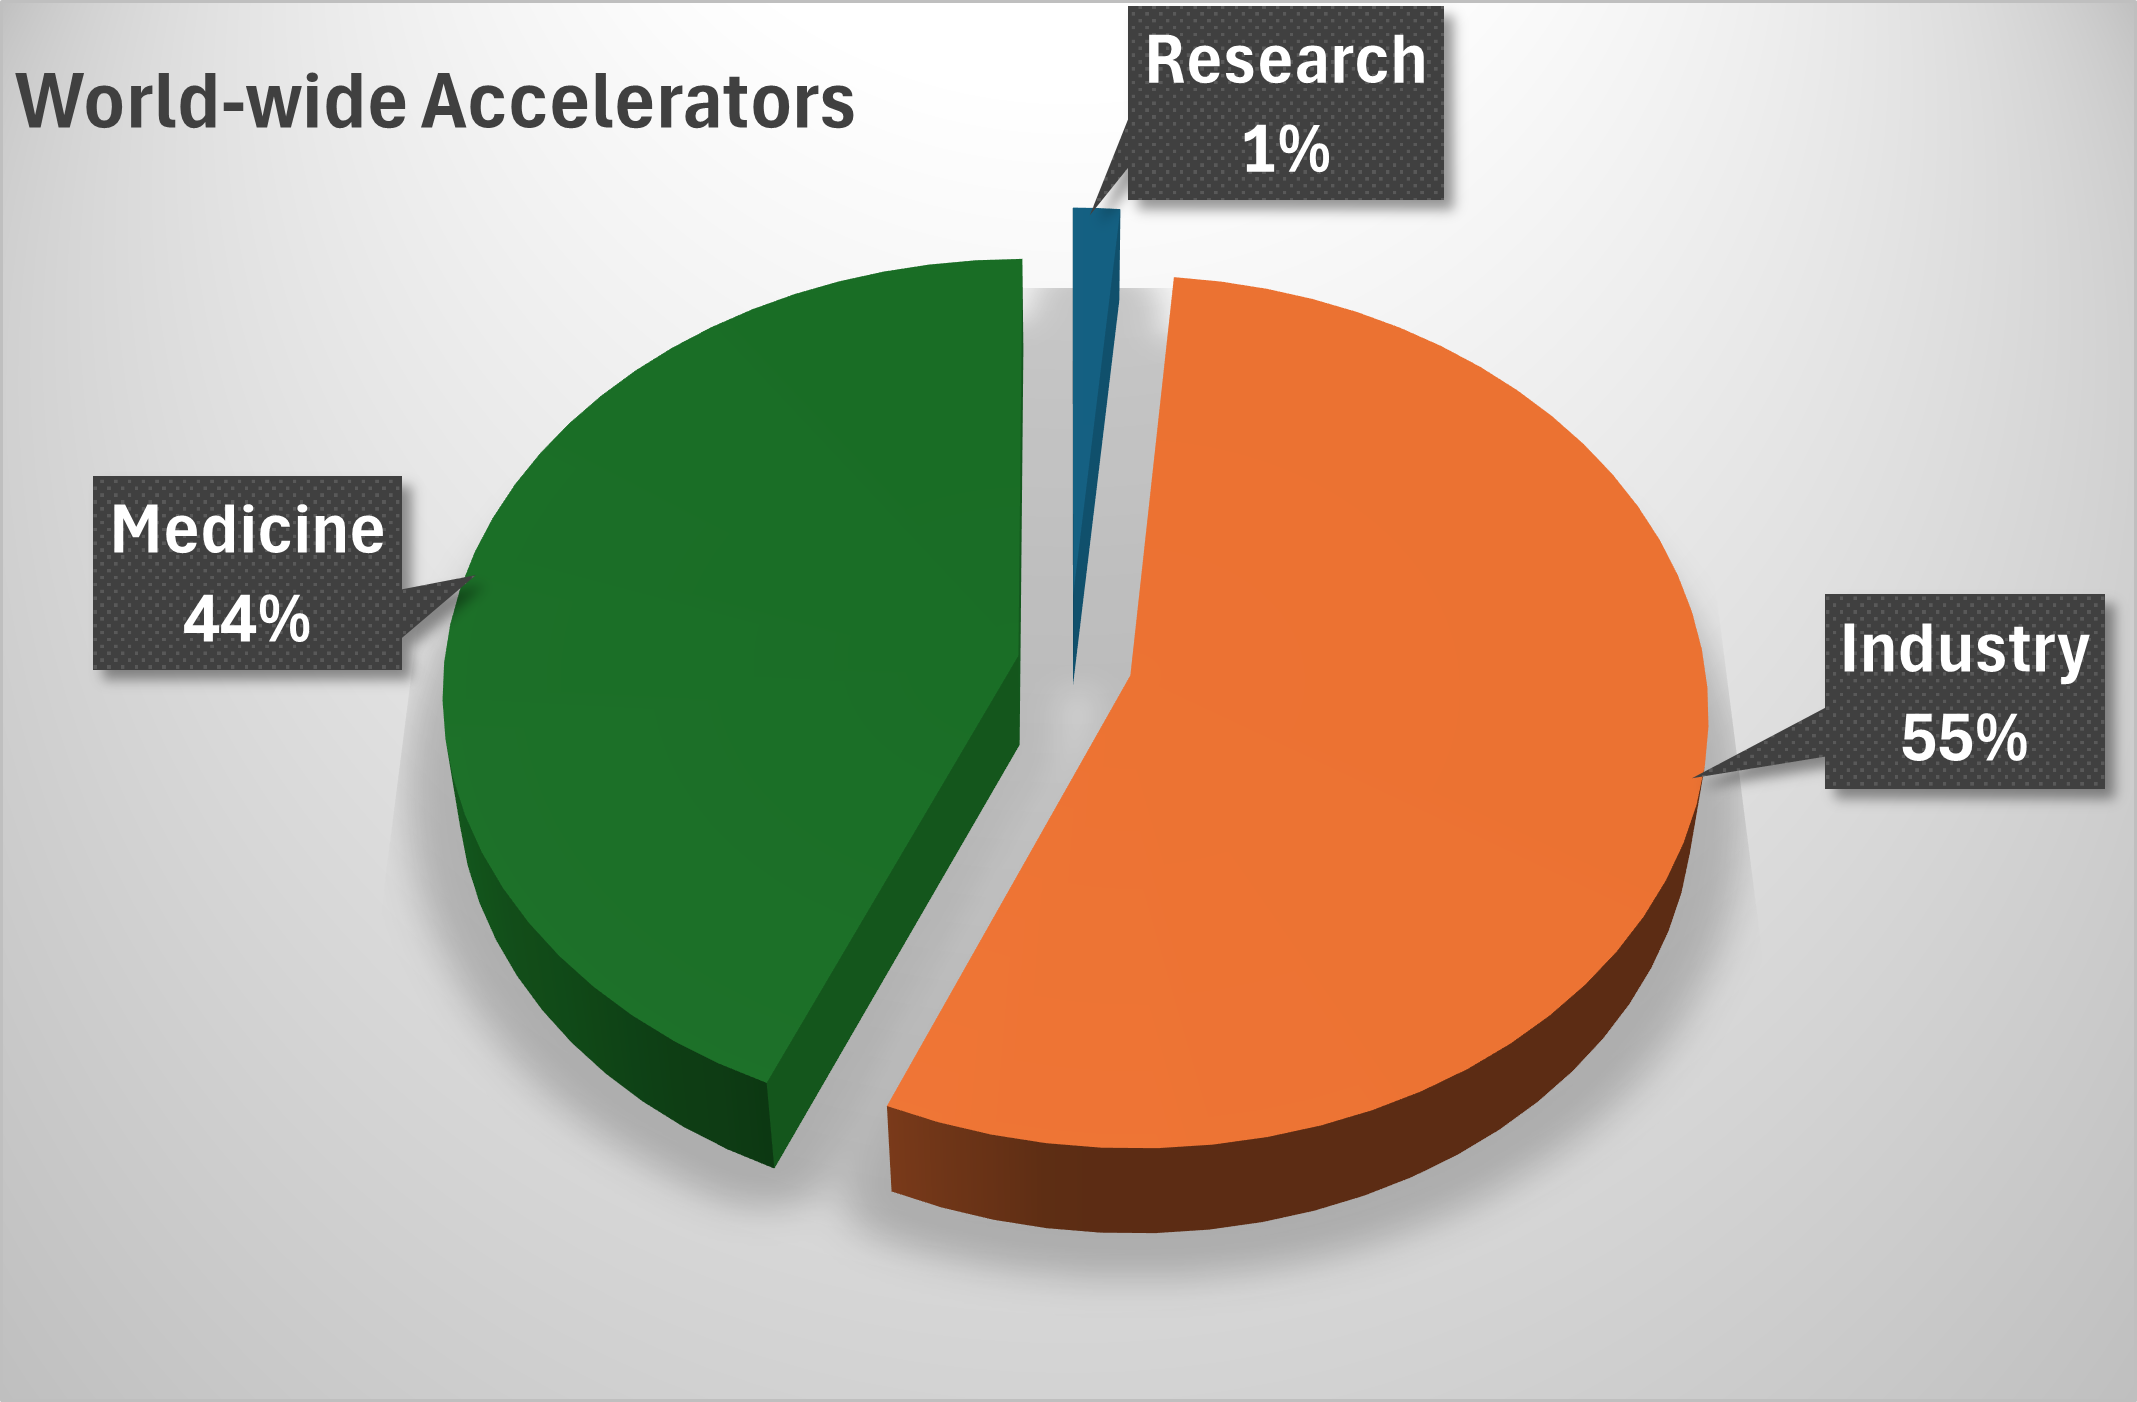 World-wide Accelerators
Research
1%
Medicine
44%
Industry
55%